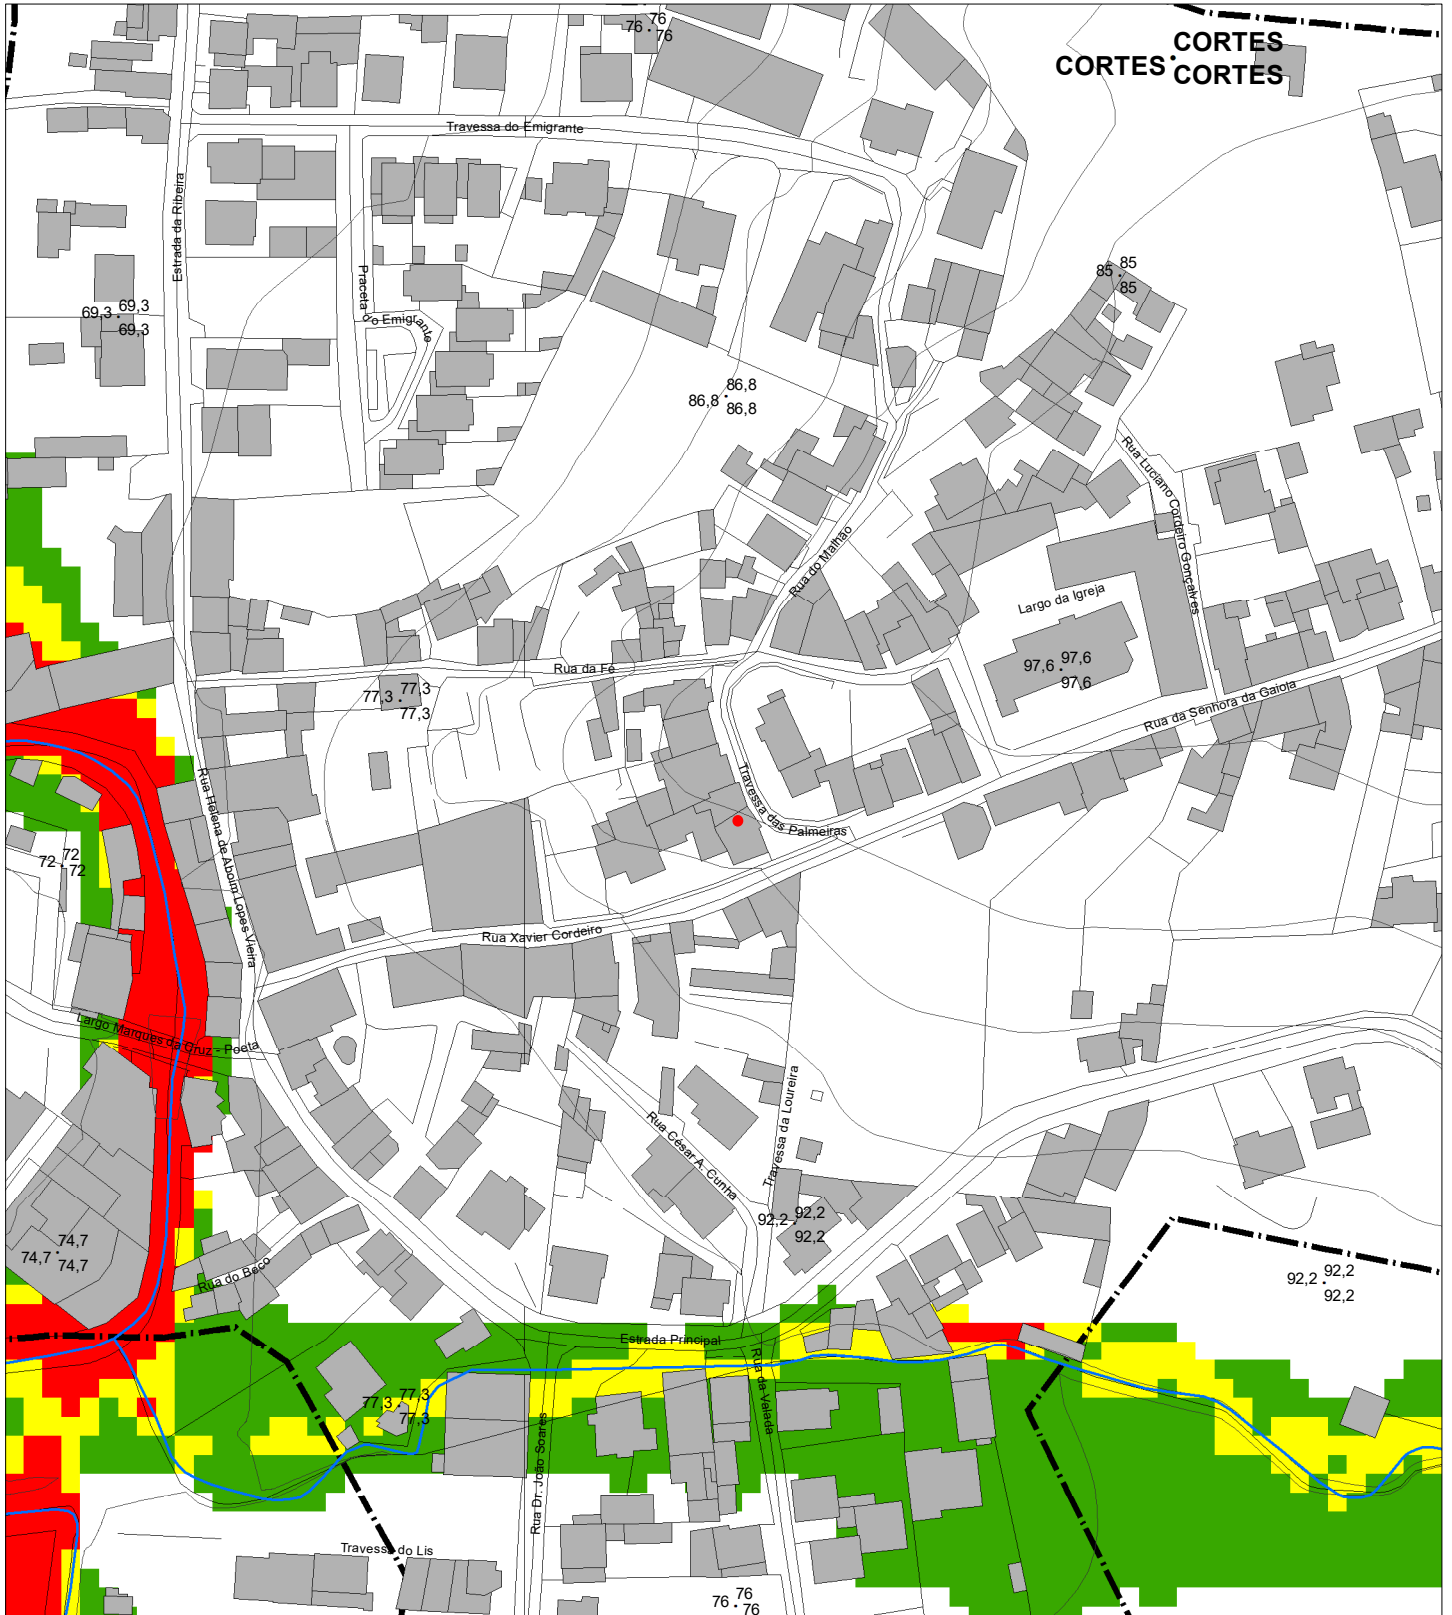 76
76
76
CORTES
CORTES
CORTES
Travessa do Emigrante
Estrada da Ribeira
85
85
85
69,3
69,3
69,3
Praceta do Emigrante
86,8
86,8
86,8
Rua Luciano Cordeiro Gonçalves
Rua do Malhão
Largo da Igreja
97,6
97,6
97,6
Rua da Fé
77,3
77,3
77,3
Rua da Senhora da Gaiola
Rua Helena de Aboim Lopes Vieira
Travessa das Palmeiras
72
72
72
Rua Xavier Cordeiro
Largo Marques da Cruz - Poeta
Rua César A. Cunha
Travessa da Loureira
92,2
92,2
92,2
74,7
74,7
74,7
Rua do Beco
92,2
92,2
92,2
Estrada Principal
Rua da Valada
77,3
77,3
77,3
Rua Dr. João Soares
Travessa do Lis
76
76
76